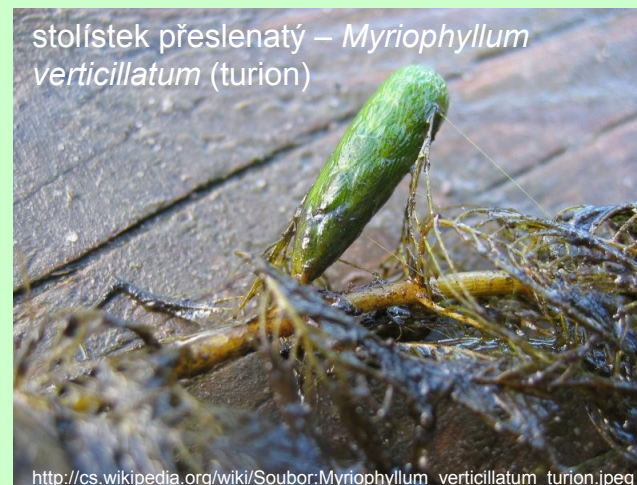 stolístek přeslenatý – Myriophyllum
verticillatum (turion)
http://cs.wikipedia.org/wiki/Soubor:Myriophyllum_verticillatum_turion.jpeg